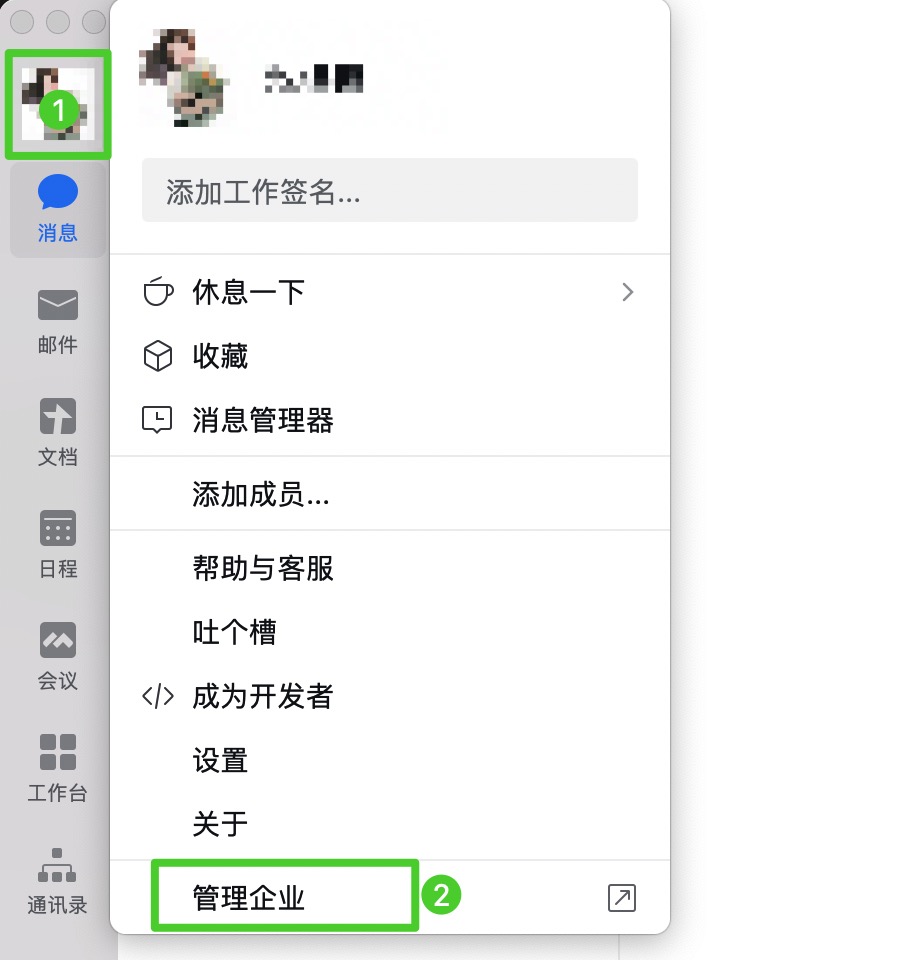 1
消息
邮件
文档
日程
会议
工作台
通讯录
添加工作签名...
休息一下
收藏
消息管理器
添加成员...
帮助与客服
吐个槽
成为开发者
设置
关于
管理企业
2